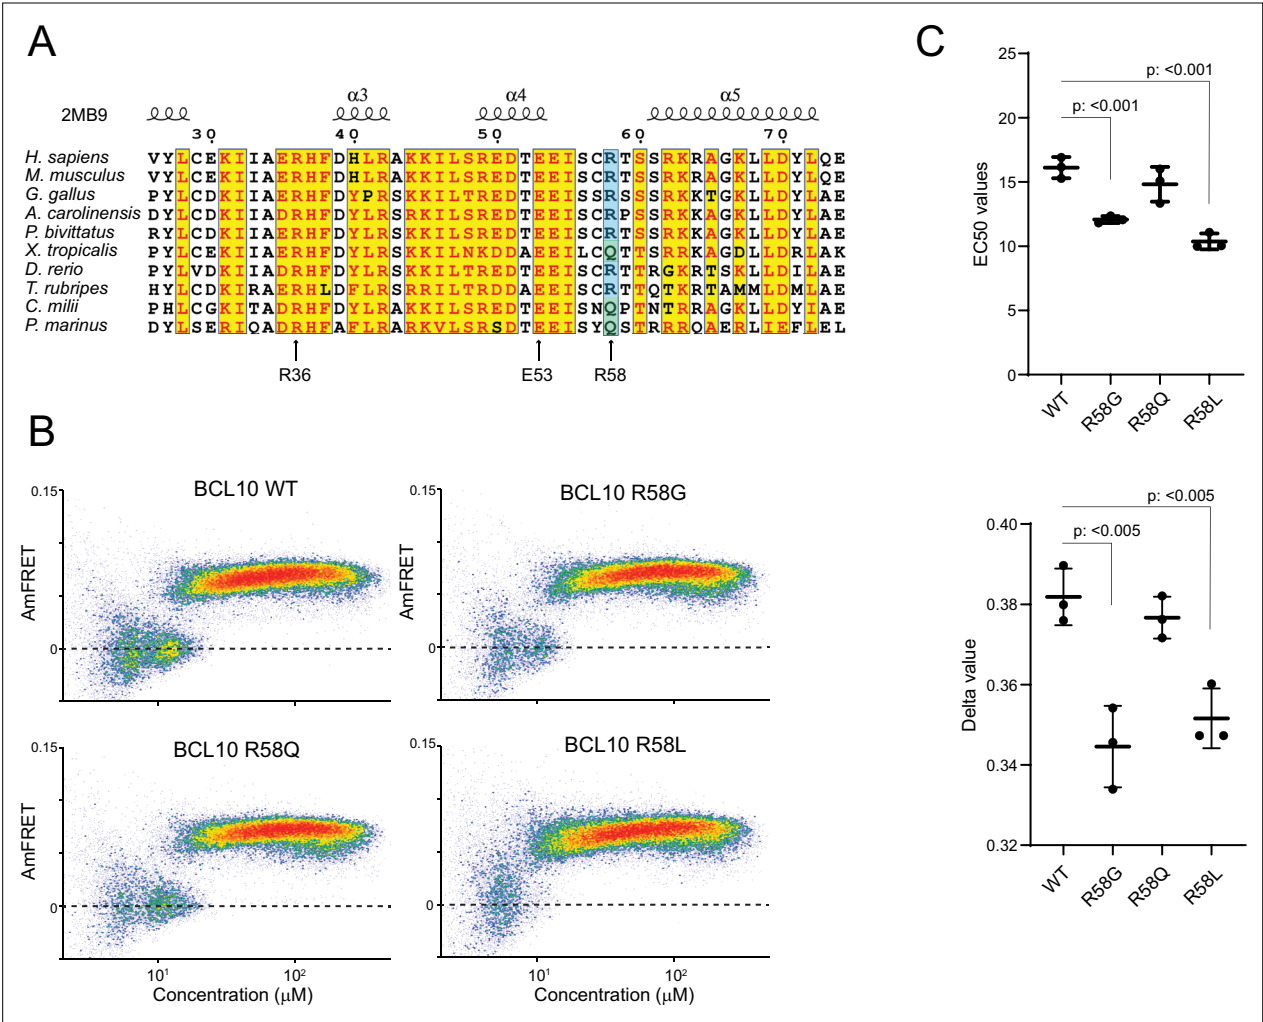 A
α3 α4 α5
2MB9
30 40 50 60 70
H. sapiens VYLCEKIIAERHFDHLRAKKILSREDTEEISCRTSSRKRAGKLLDYLQE
M. musculus VYLCEKIIAERHFDHLRAKKILSREDTEEISCRTSSRKRAGKLLDYLQE
G. gallus PYLCDKIIAERHFDYPRSKKILTREDTEEISSRSSSRKKTGKLLDYLAE
A. carolinensis DYLCDKIIAERHFDYLRSKKILSREDTEEISCRPSSRKKAGKLLDYLAE
P. bivittatus RYLCDKIIAERHFDYLRSKKILSREDTEEISCRTSSRKKAGKLLDYLAE
X. tropicalis PYLCEKIIAERHFDYLRSKKILNKDDAEEILCQTTSRKRAGDLLDRLAK
D. rerio PYLVDKIIADRHFDYLRSKKILTREDTEEISCRTTRGKRTSKLLDILAE
T. rubripes HYLCDKIRAERHLDFLRSRRILTRDDAEEISCRTTQTKRTAMMLDMLAE
C. milii PHLCGKITADRHFDYLRSKKILSREDTEEISNQPTNTRRAGKLLDYIAE
P. marinus DYLSERIQADRHFAFLRARKVLSRSDTEEISYQSTRRRQAERLIEFLEL
R36 E53 R58
B
BCL10 WT
0.15
AmFRET
0
BCL10 R58G
0.15
AmFRET
0
BCL10 R58Q
0.15
AmFRET
0
10¹ 10²
Concentration (μM)
BCL10 R58L
0.15
AmFRET
0
10¹ 10²
Concentration (μM)
C
25
20
15
10
5
0
EC50 values
p: <0.001
p: <0.001
WT R58G R58Q R58L
0.40
0.38
0.36
0.34
0.32
Delta value
p: <0.005
p: <0.005
WT R58G R58Q R58L